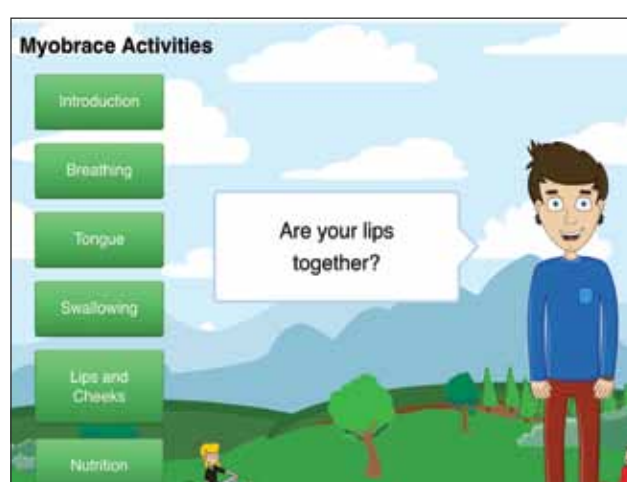 Myobrace Activities
Introduction
Breathing
Tongue
Swallowing
Lips and
Cheeks
Nutrition
Are your lips
together?